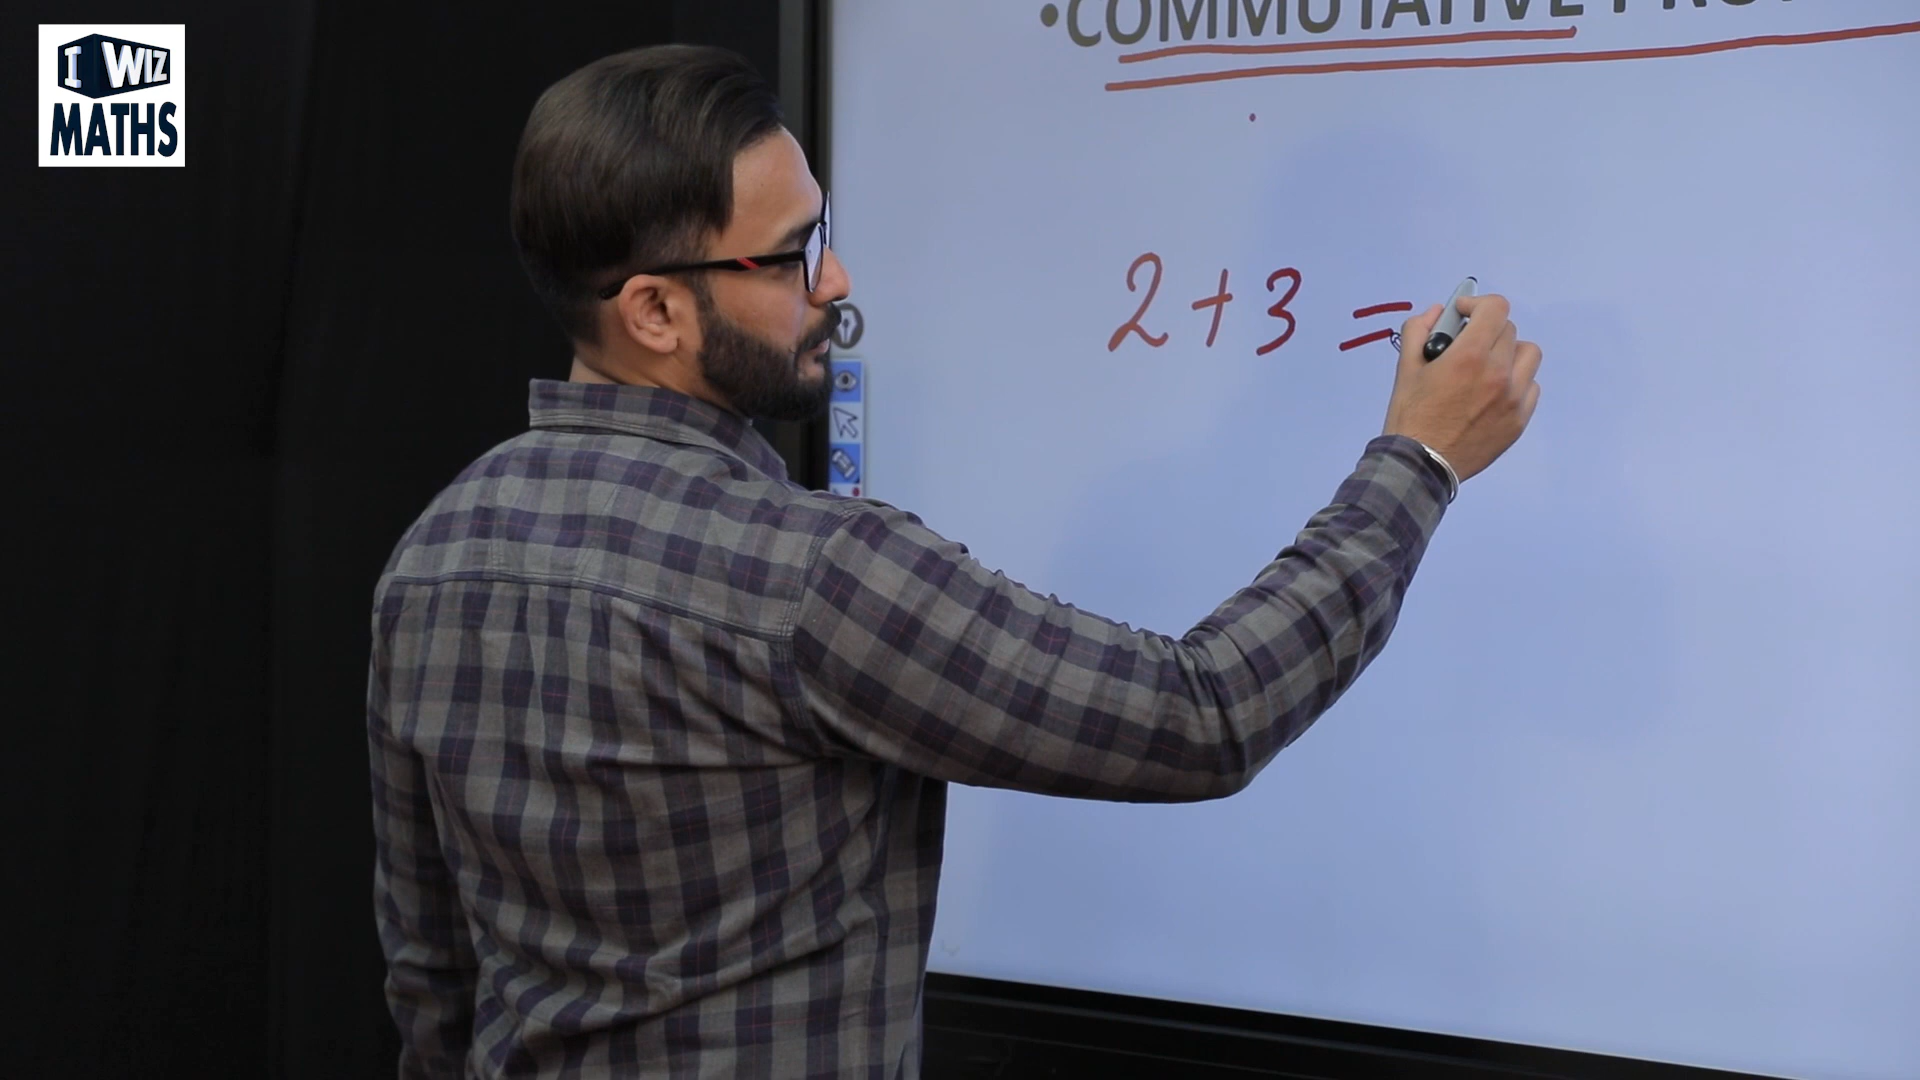 I WIZ
MATHS
•COMMUTATIVE
2+3 =